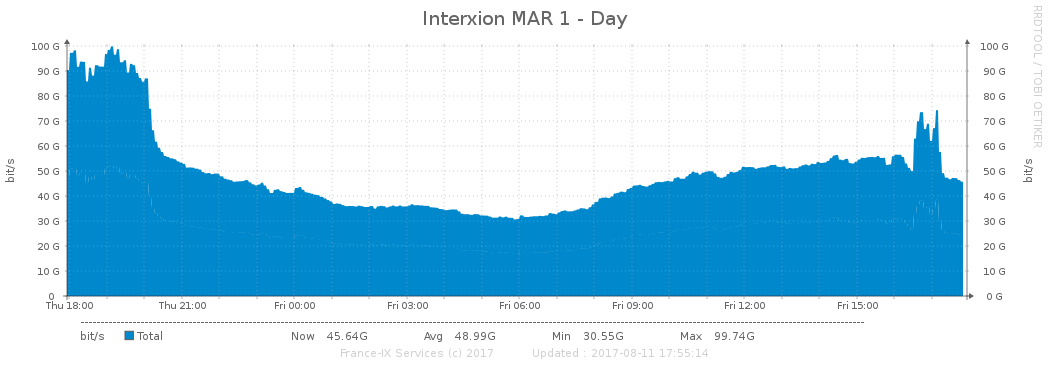 Interxion MAR 1 - Day
RRDTOOL / TOBI OETIKER
bit/s
bit/s
100 G 100 G
90 G 90 G
80 G 80 G
70 G 70 G
60 G 60 G
50 G 50 G
40 G 40 G
30 G 30 G
20 G 20 G
10 G 10 G
0 0 G
Thu 18:00 Thu 21:00 Fri 00:00 Fri 03:00 Fri 06:00 Fri 09:00 Fri 12:00 Fri 15:00
bit/s Total Now 45.64G Avg 48.99G Min 30.55G Max 99.74G
France-IX Services (c) 2017 Updated : 2017-08-11 17:55:14